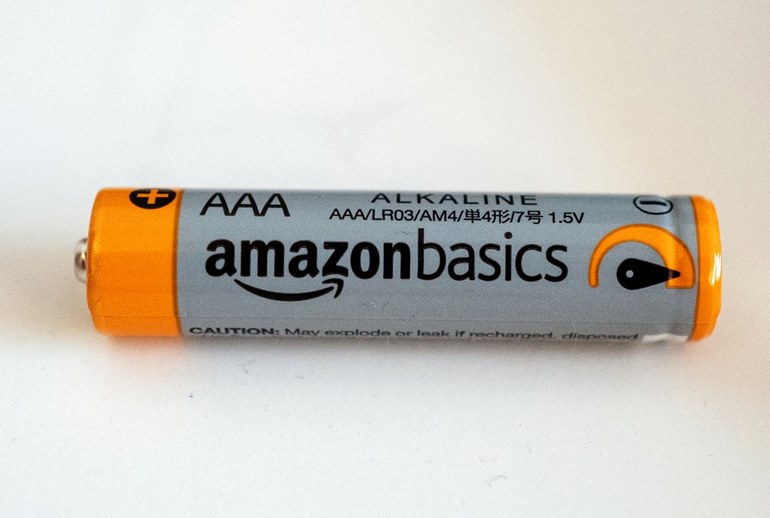 AAA
ALKALINE
AAA/LR03/AM4/単4形/7号 1.5V
amazonbasics
CAUTION: May explode or leak if recharged, disposed